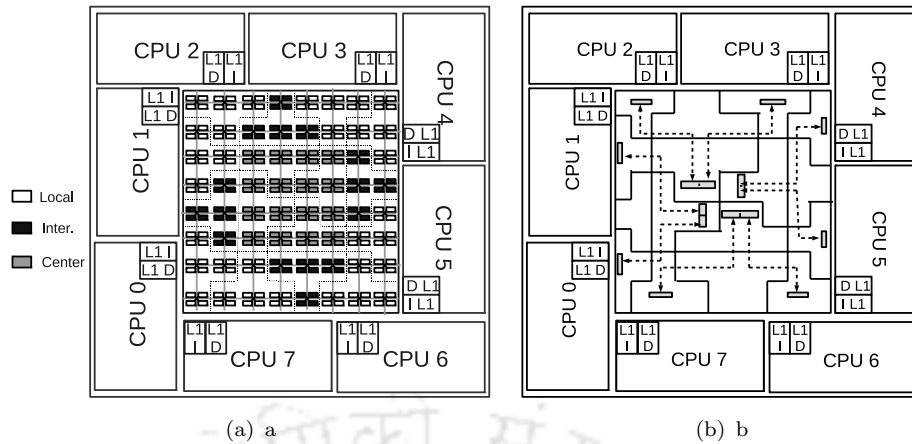 CPU 2
L1 L1
D I
CPU 3
L1 L1
D I
CPU 4
D L1
I L1
L1 I
L1 D
CPU 1
Local
Inter.
Center
L1 I
L1 D
CPU 0
CPU 5
D L1
I L1
L1 L1
I D
CPU 7
L1 L1
I D
CPU 6
(a) a
CPU 2
L1 L1
D I
CPU 3
L1 L1
D I
CPU 4
D L1
I L1
L1 I
L1 D
CPU 1
L1 I
L1 D
CPU 0
CPU 5
D L1
I L1
L1 L1
I D
CPU 7
L1 L1
I D
CPU 6
(b) b